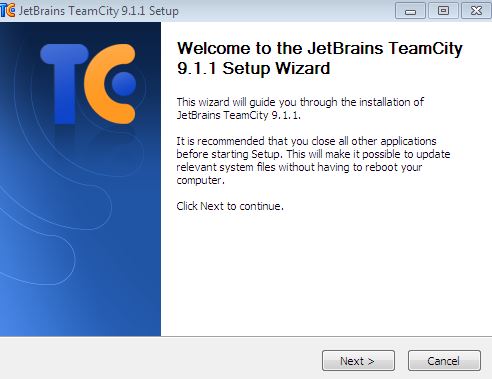 TC JetBrains TeamCity 9.1.1 Setup
TC
Welcome to the JetBrains TeamCity
9.1.1 Setup Wizard
This wizard will guide you through the installation of
JetBrains TeamCity 9.1.1.
It is recommended that you close all other applications
before starting Setup. This will make it possible to update
relevant system files without having to reboot your
computer.
Click Next to continue.
Next >
Cancel